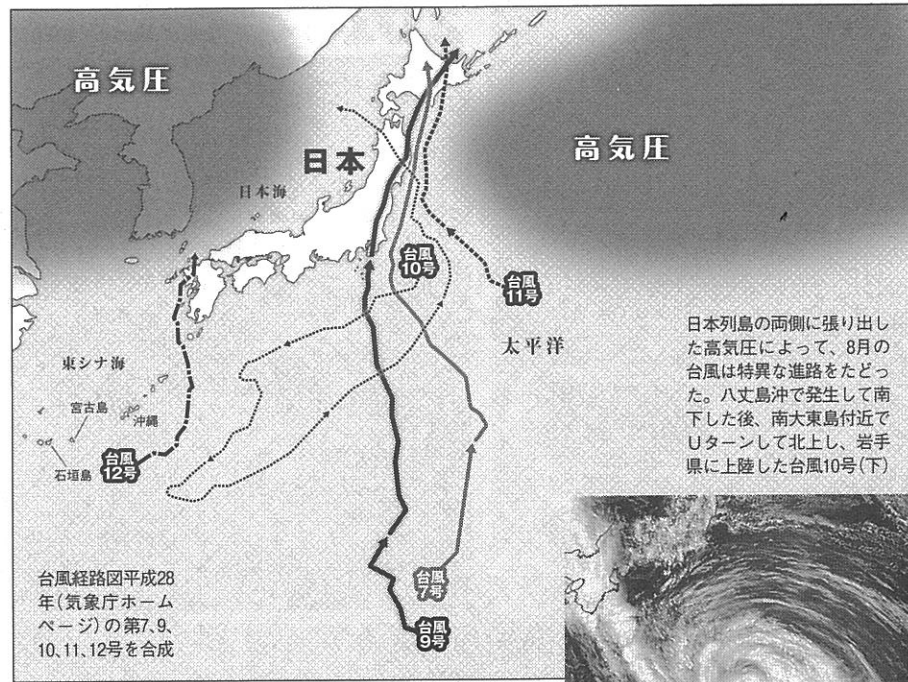 高気圧
高気圧
日本
日本海
台風
10号
台風
11号
太平洋
東シナ海
宮古島
沖縄
石垣島
台風
12号
台風
7号
台風
9号
日本列島の両側に張り出し
た高気圧によって、8月の
台風は特異な進路をたどっ
た。八丈島沖で発生して南
下した後、南大東島付近で
Uターンして北上し、岩手
県に上陸した台風10号(下)
台風経路図平成28
年(気象庁ホーム
ページ)の第7、9、
10、11、12号を合成